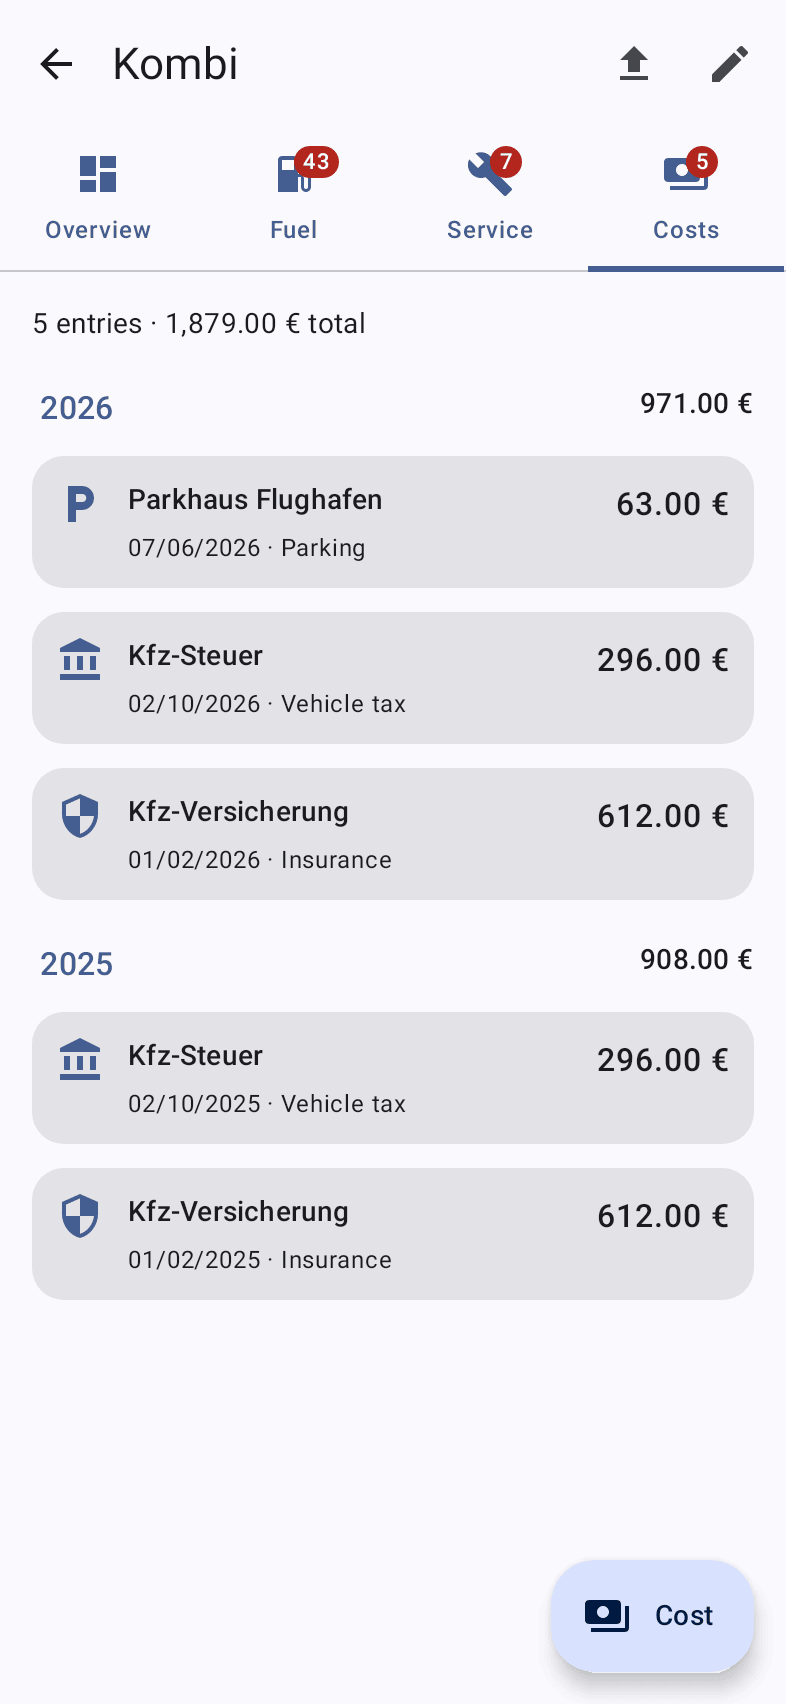 Kombi
43
7
5
Overview
Fuel
Service
Costs
5 entries · 1,879.00 € total
2026
971.00 €
P
Parkhaus Flughafen
63.00 €
07/06/2026 · Parking
Kfz-Steuer
296.00 €
02/10/2026 · Vehicle tax
Kfz-Versicherung
612.00 €
01/02/2026 · Insurance
2025
908.00 €
Kfz-Steuer
296.00 €
02/10/2025 · Vehicle tax
Kfz-Versicherung
612.00 €
01/02/2025 · Insurance
Cost